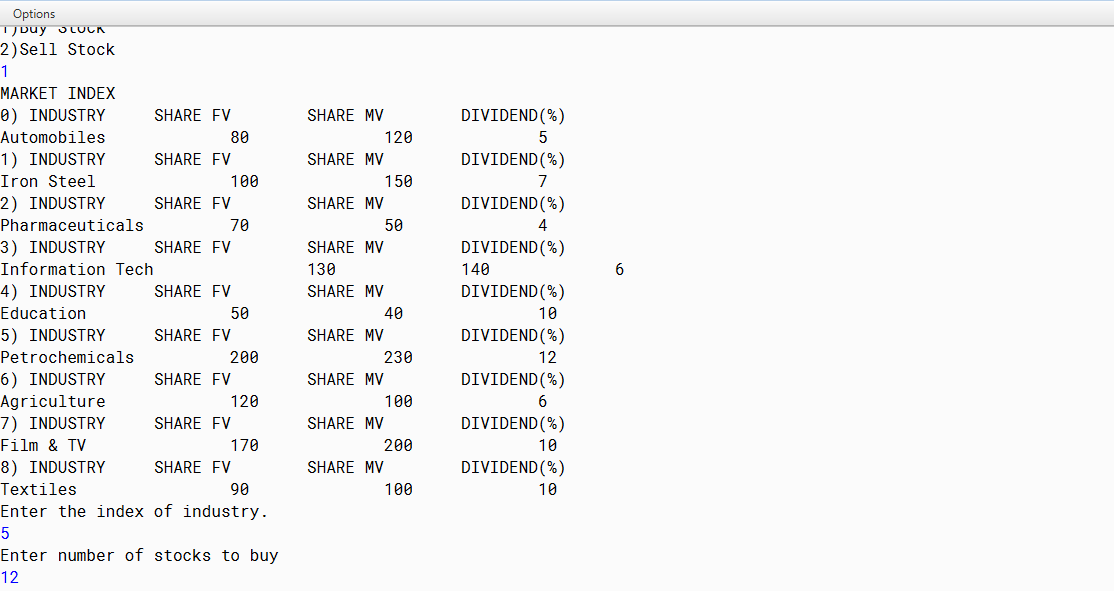 Options
1)Buy Stock
2)Sell Stock
1
MARKET INDEX
0) INDUSTRY SHARE FV SHARE MV DIVIDEND(%)
Automobiles 80 120 5
1) INDUSTRY SHARE FV SHARE MV DIVIDEND(%)
Iron Steel 100 150 7
2) INDUSTRY SHARE FV SHARE MV DIVIDEND(%)
Pharmaceuticals 70 50 4
3) INDUSTRY SHARE FV SHARE MV DIVIDEND(%)
Information Tech 130 140 6
4) INDUSTRY SHARE FV SHARE MV DIVIDEND(%)
Education 50 40 10
5) INDUSTRY SHARE FV SHARE MV DIVIDEND(%)
Petrochemicals 200 230 12
6) INDUSTRY SHARE FV SHARE MV DIVIDEND(%)
Agriculture 120 100 6
7) INDUSTRY SHARE FV SHARE MV DIVIDEND(%)
Film & TV 170 200 10
8) INDUSTRY SHARE FV SHARE MV DIVIDEND(%)
Textiles 90 100 10
Enter the index of industry.
5
Enter number of stocks to buy
12